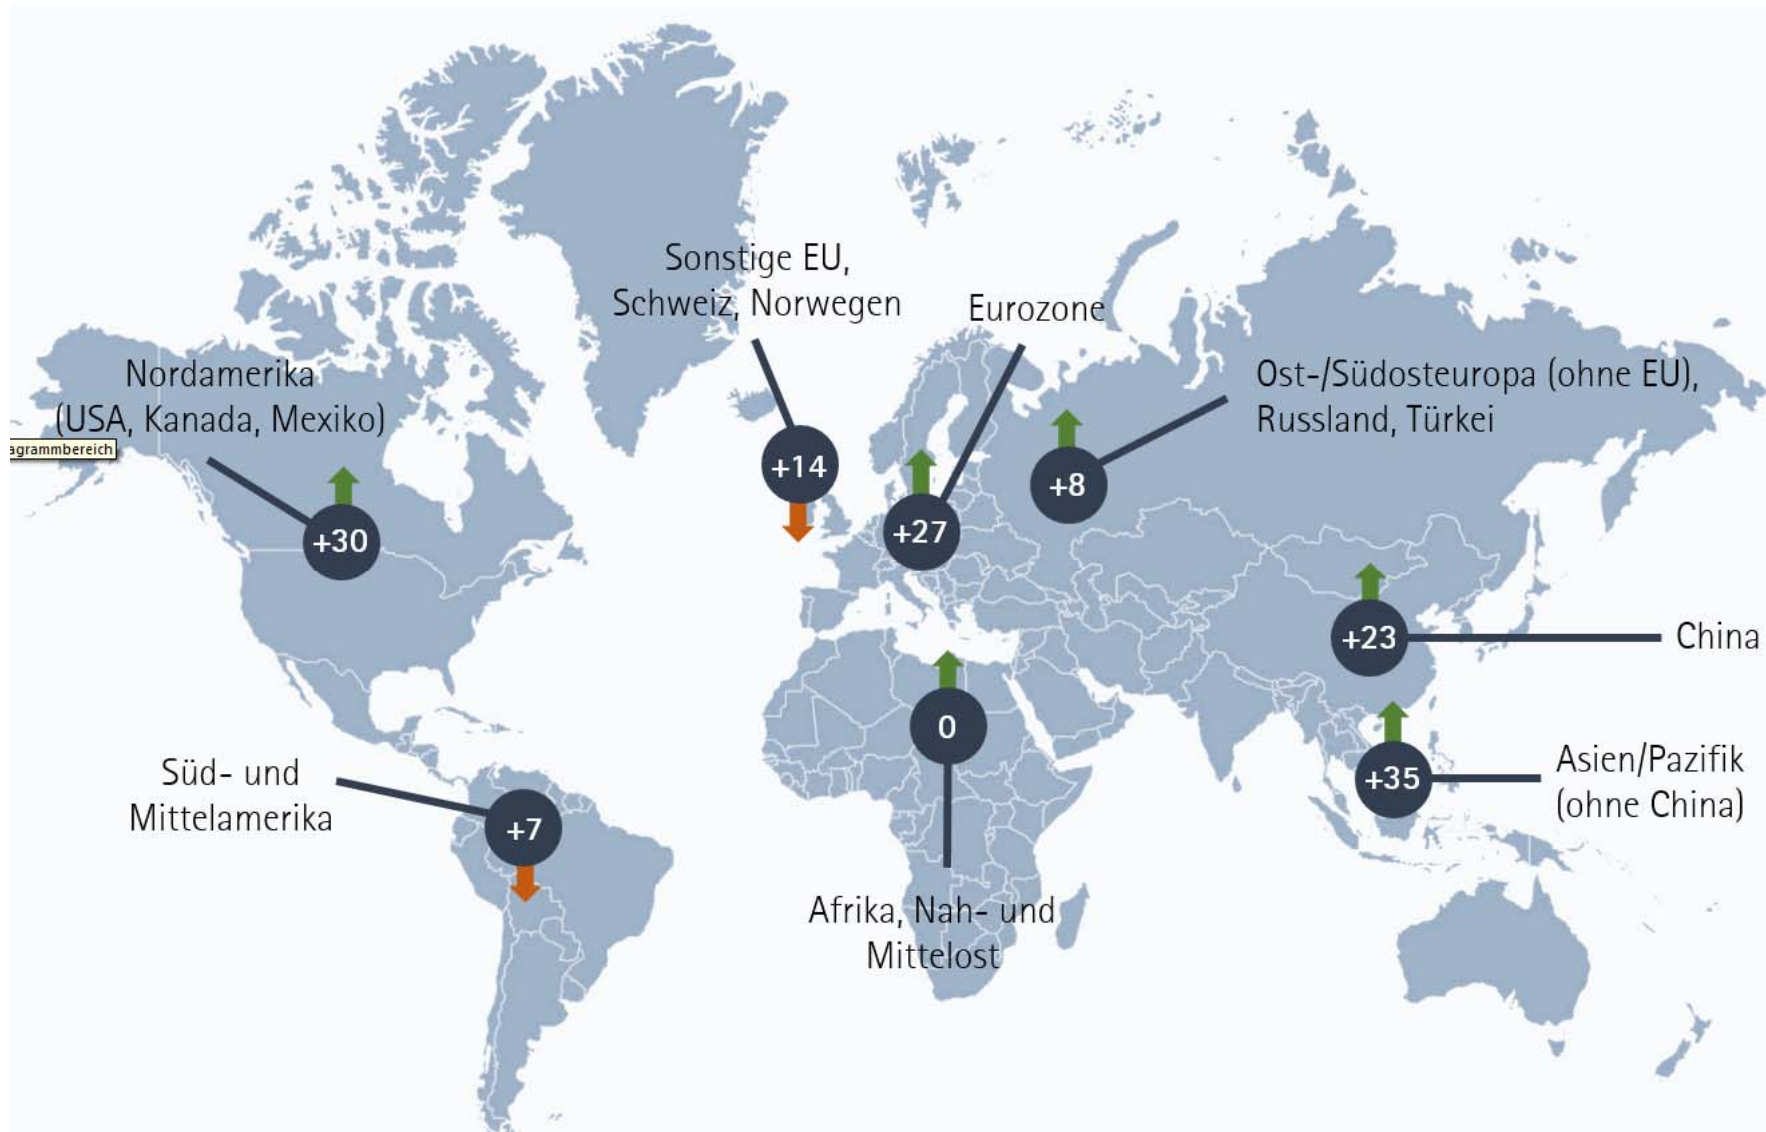 Sonstige EU,
Schweiz, Norwegen
Eurozone
Nordamerika
(USA, Kanada, Mexiko)
Ost-/Südosteuropa (ohne EU),
Russland, Türkei
agrammbereich
+14
+8
+27
+30
+23
China
0
+35
Asien/Pazifik
(ohne China)
Süd- und
Mittelamerika
+7
Afrika, Nah- und
Mittelost